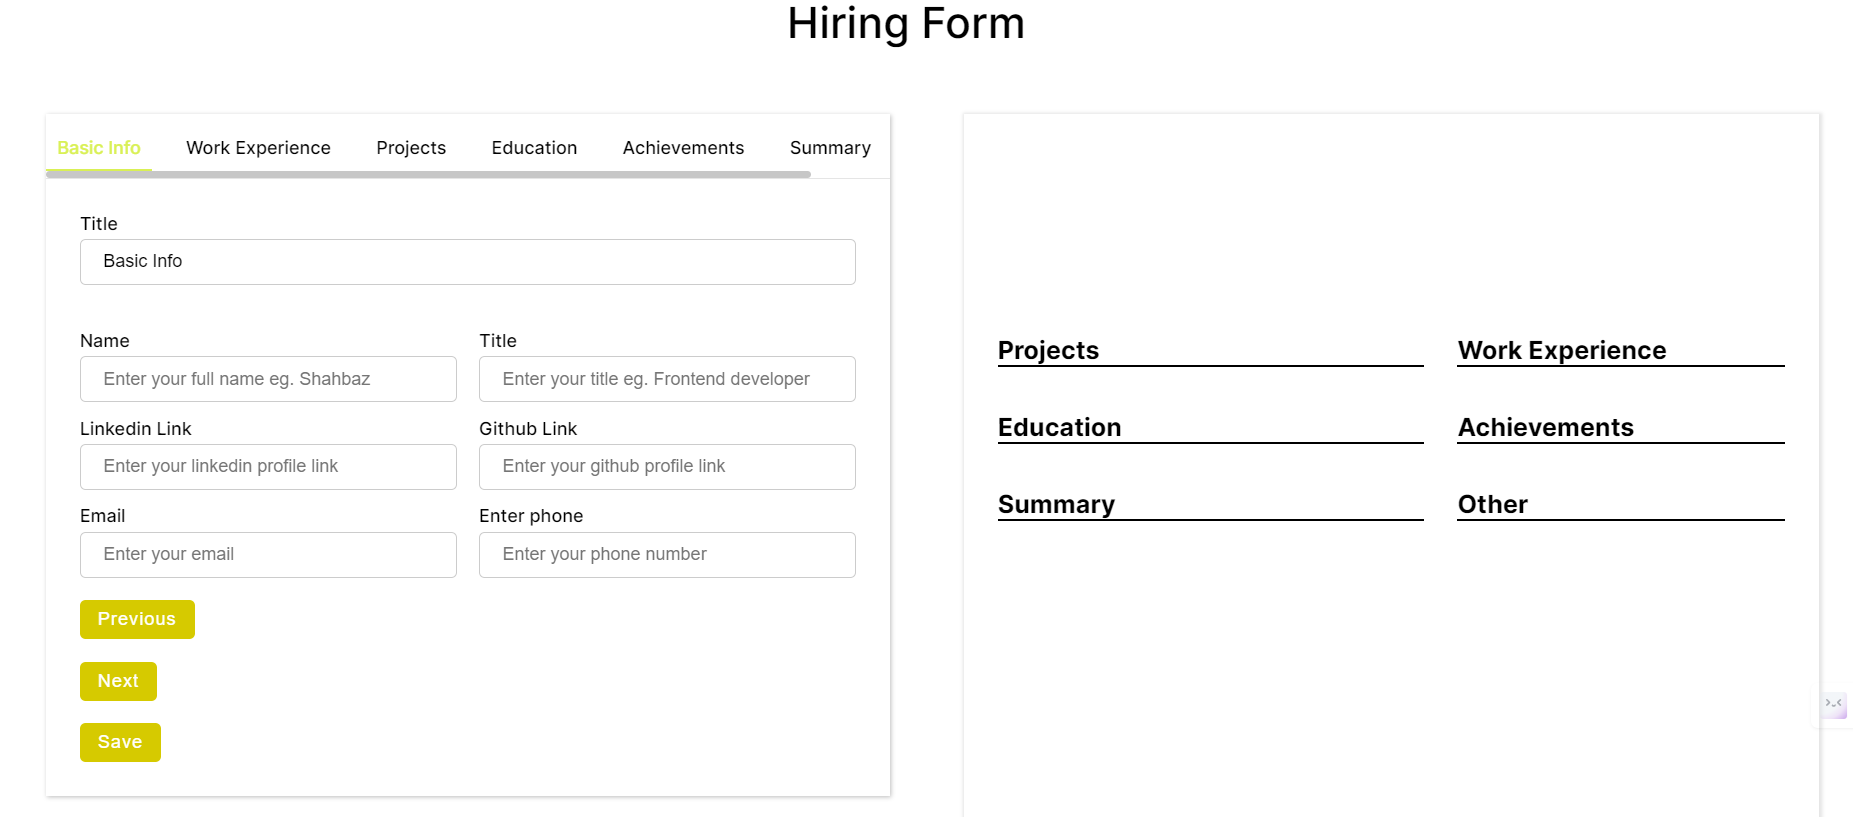 Hiring Form
Basic Info Work Experience Projects Education Achievements Summary
Title
Basic Info
Name Title
Enter your full name eg. Shahbaz Enter your title eg. Frontend developer
Linkedin Link Github Link
Enter your linkedin profile link Enter your github profile link
Email Enter phone
Enter your email Enter your phone number
Previous
Next
Save
Projects Work Experience
Education Achievements
Summary Other